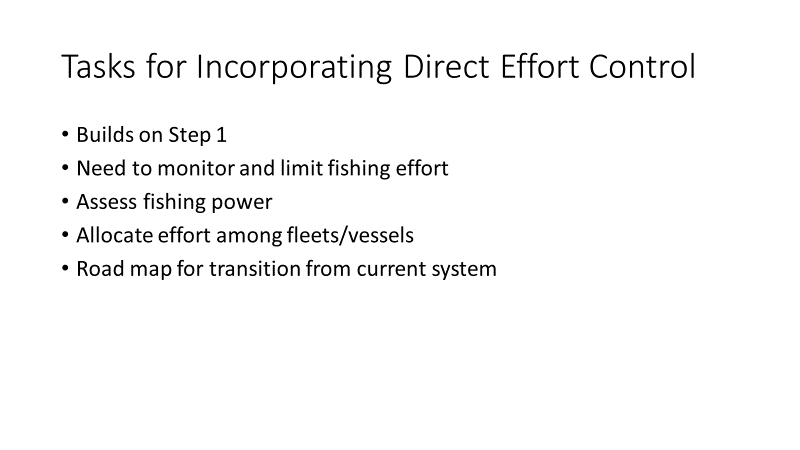 Tasks for Incorporating Direct Effort Control
• Builds on Step 1
• Need to monitor and limit fishing effort
• Assess fishing power
• Allocate effort among fleets/vessels
• Road map for transition from current system